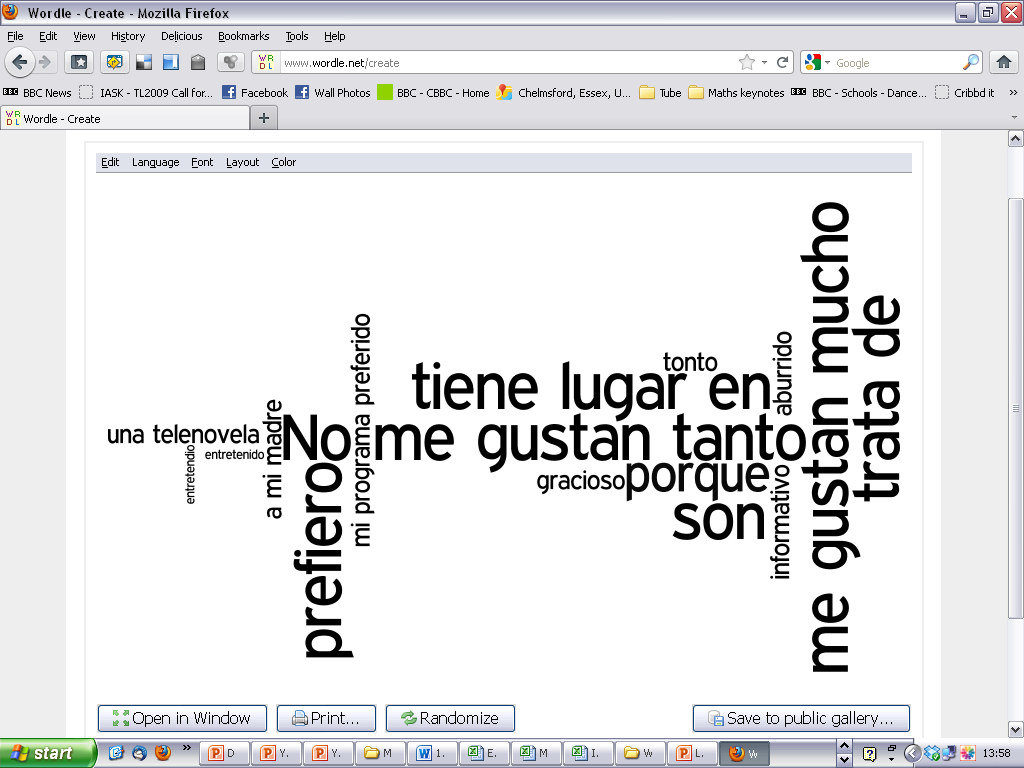 Wordle - Create - Mozilla Firefox
File Edit View History Delicious Bookmarks Tools Help
www.wordle.net/create
Google
BBC News IASK - TL2009 Call for... Facebook Wall Photos BBC - CBBC - Home Chelmsford, Essex, U... Tube Maths keynotes BBC - Schools - Dance... Cribbd it »
Wordle - Create
Edit Language Font Layout Color
una telenovela
entretendio
entretenido
a mi madre
prefiero
mi programa preferido
tiene lugar en
tonto
No me gustan tanto
gracioso
porque
son
aburrido
informativo
me gustan mucho
trata de
Open in Window
Print...
Randomize
Save to public gallery...
start » D Y. Y. M 1. E. M I. W L. W 13:58